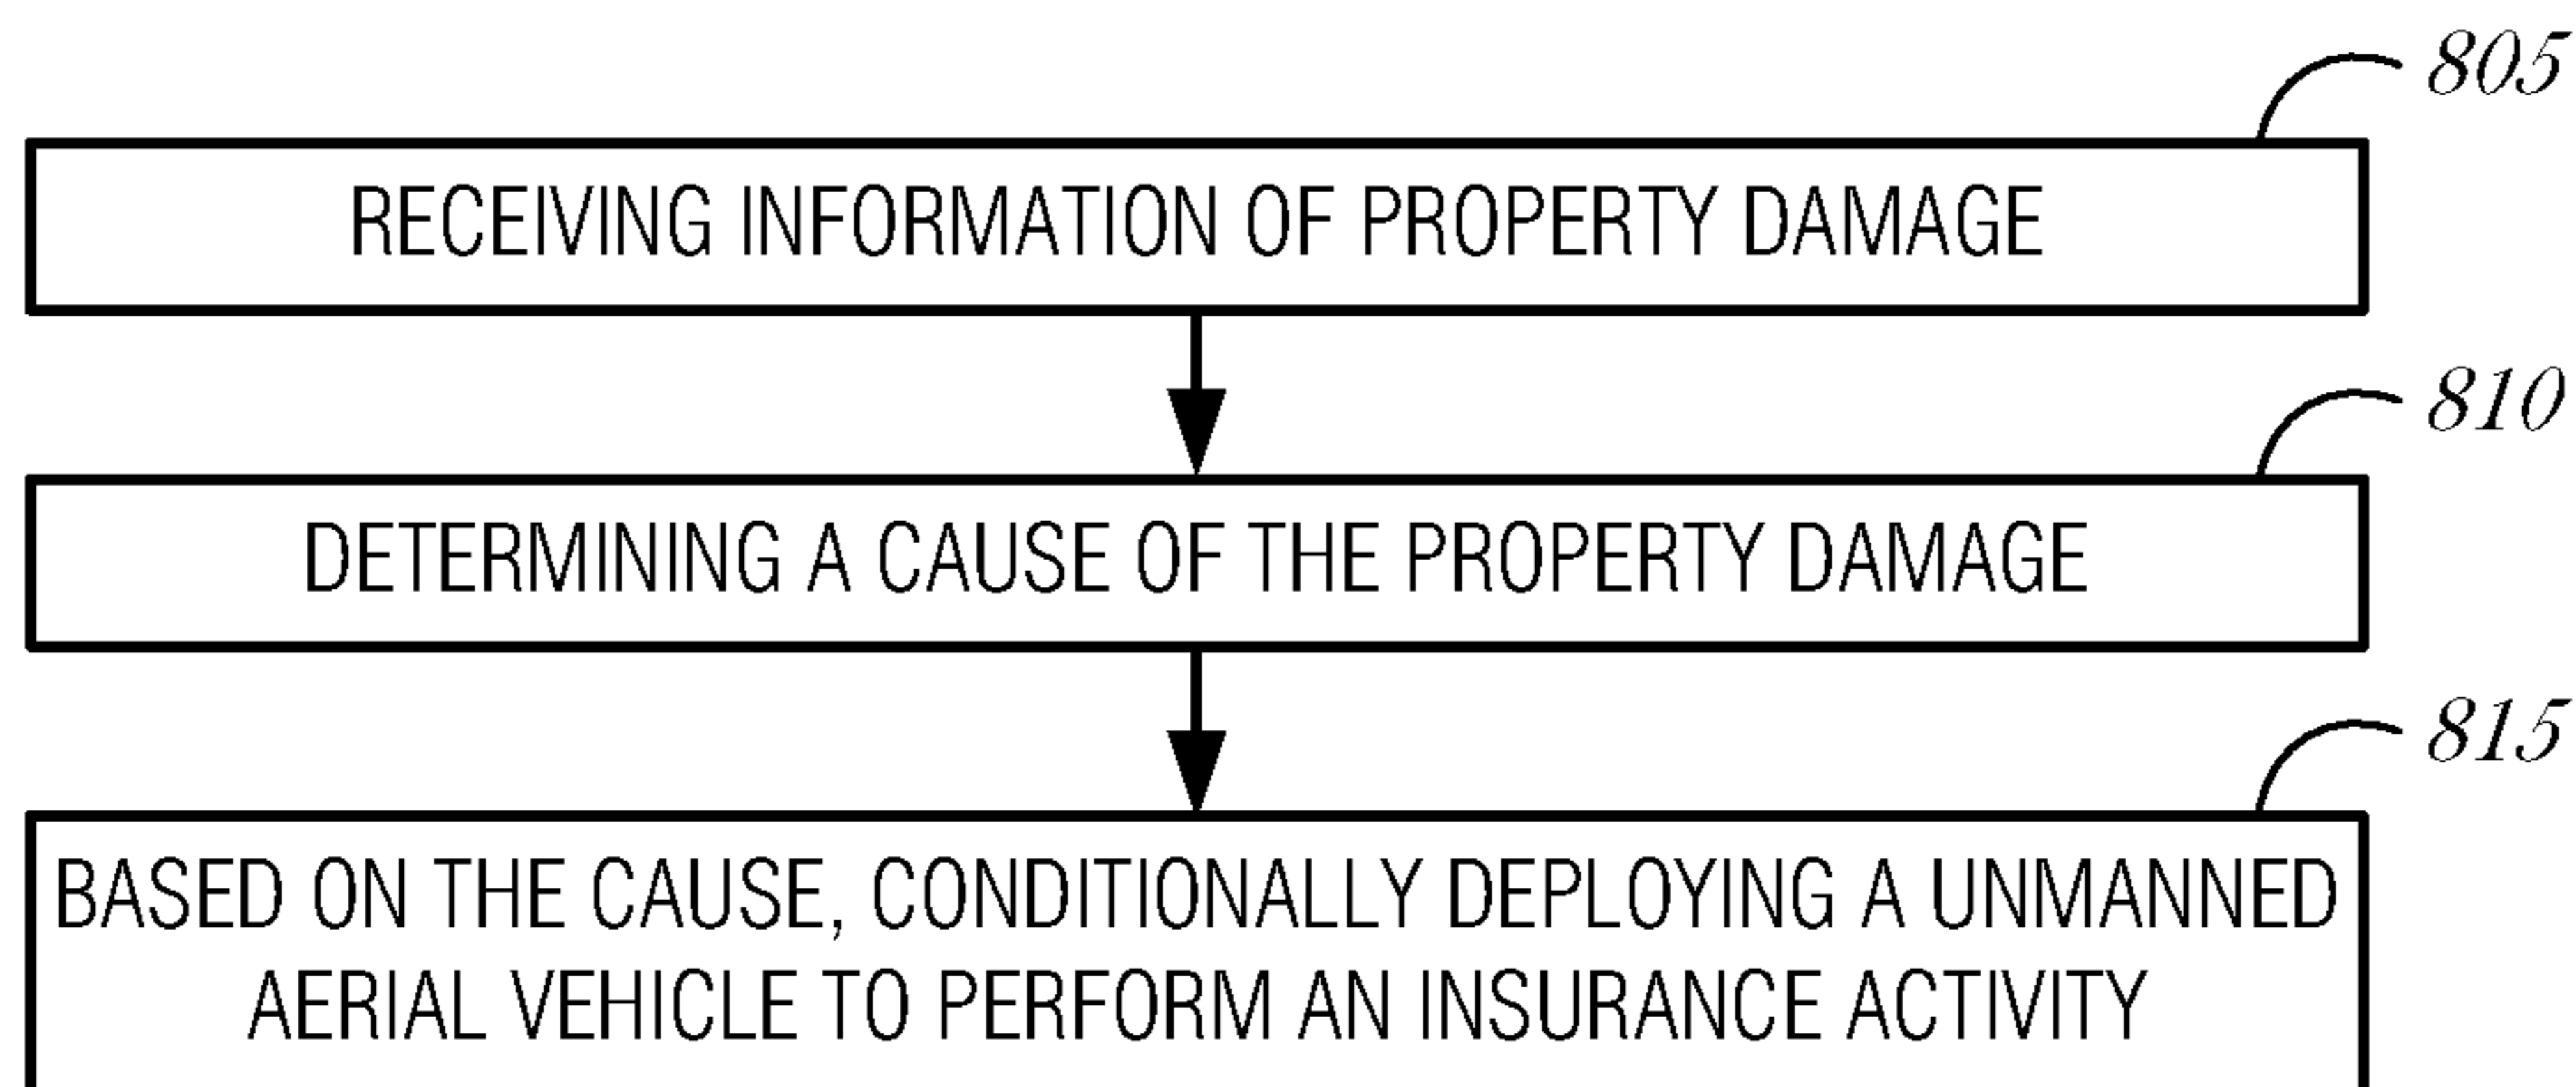 805
RECEIVING INFORMATION OF PROPERTY DAMAGE
810
DETERMINING A CAUSE OF THE PROPERTY DAMAGE
815
BASED ON THE CAUSE, CONDITIONALLY DEPLOYING A UNMANNED
AERIAL VEHICLE TO PERFORM AN INSURANCE ACTIVITY